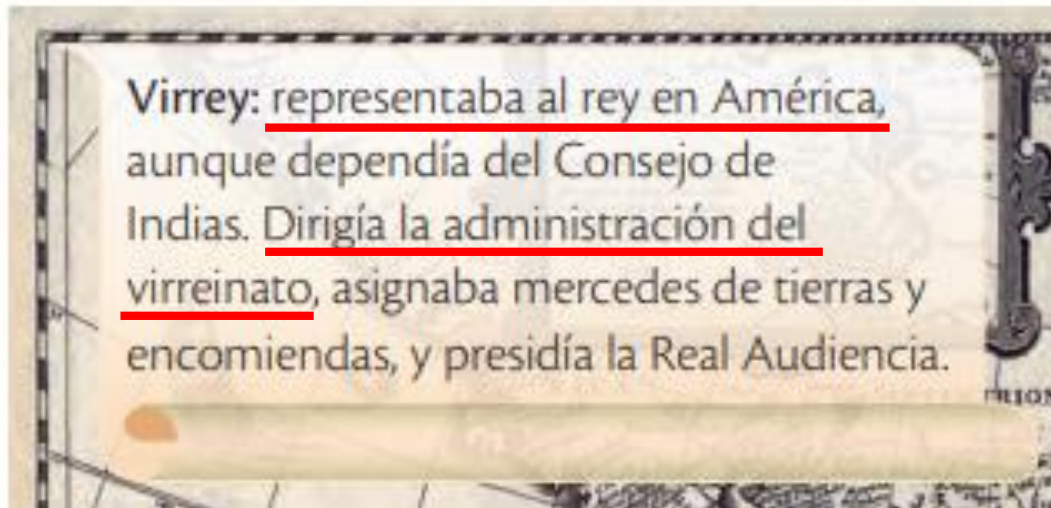 Virrey: representaba al rey en América,
aunque dependía del Consejo de
Indias. Dirigía la administración del
virreinato, asignaba mercedes de tierras y
encomiendas, y presidía la Real Audiencia.